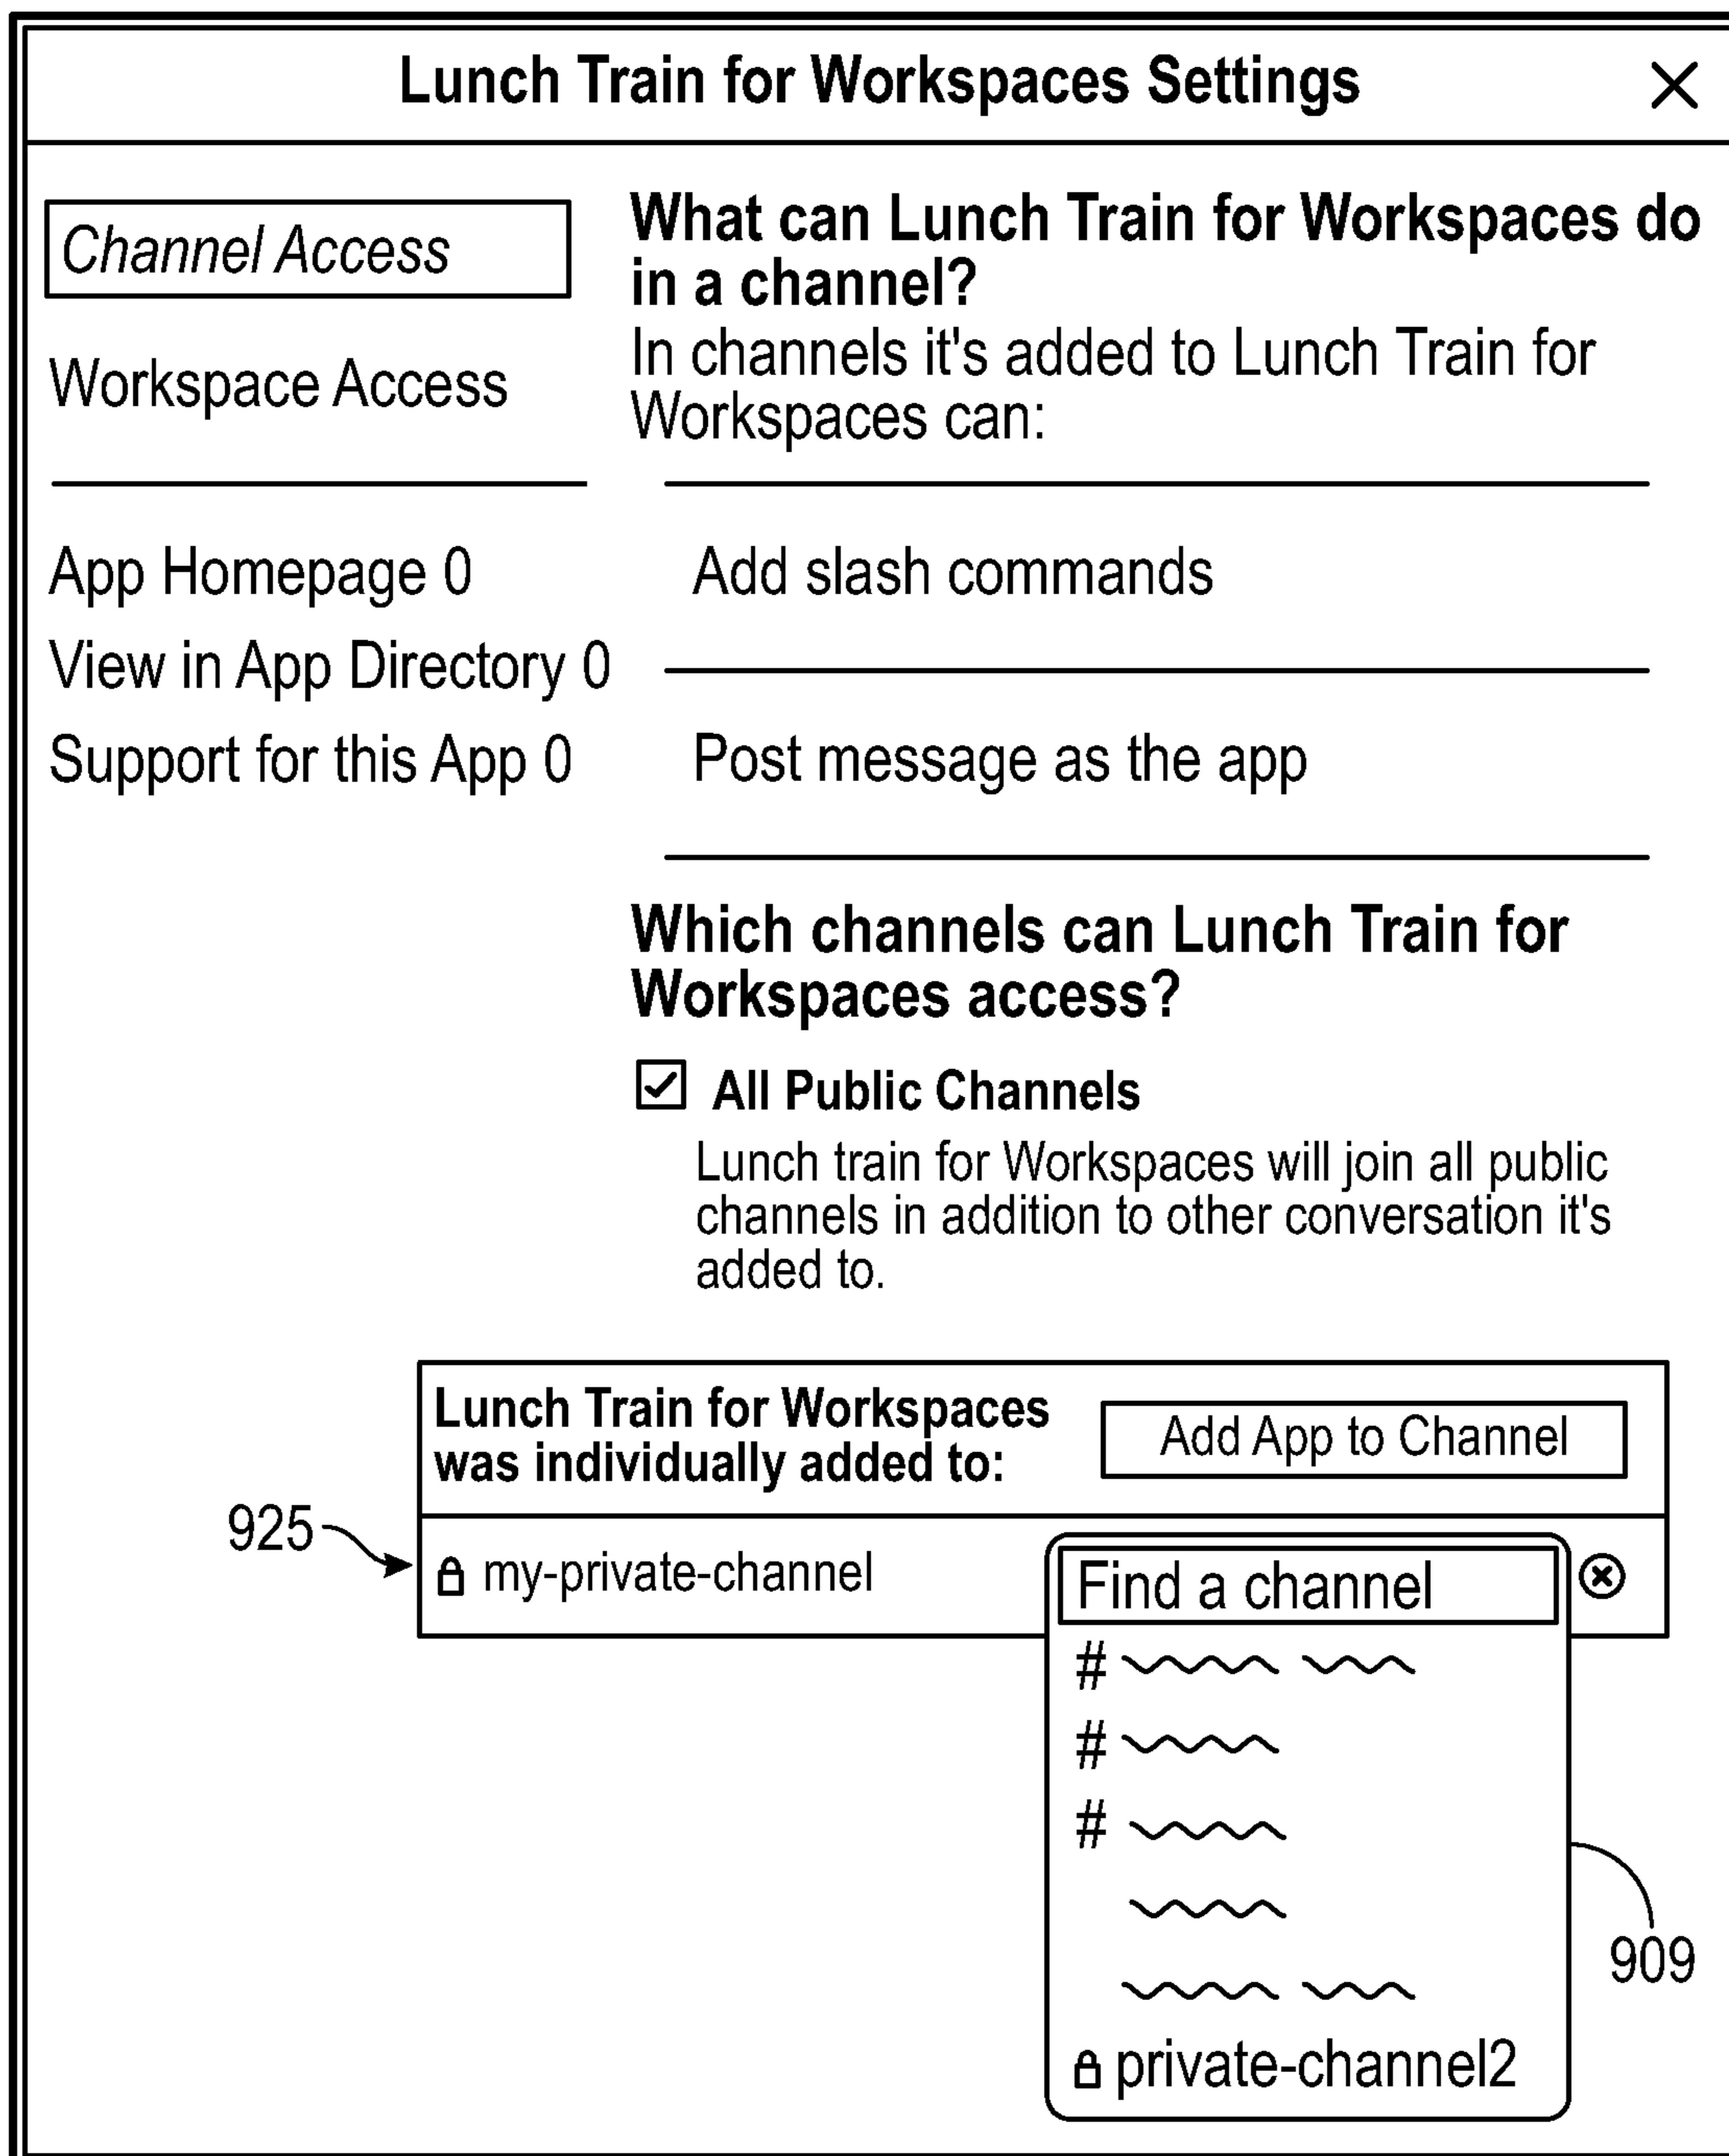 Lunch Train for Workspaces Settings
Channel Access
Workspace Access
App Homepage 0
View in App Directory 0
Support for this App 0
What can Lunch Train for Workspaces do
in a channel?
In channels it's added to Lunch Train for
Workspaces can:
Add slash commands
Post message as the app
Which channels can Lunch Train for
Workspaces access?
All Public Channels
Lunch train for Workspaces will join all public
channels in addition to other conversation it's
added to.
Lunch Train for Workspaces
was individually added to:
Add App to Channel
925
my-private-channel
Find a channel
#
#
#
private-channel2
909